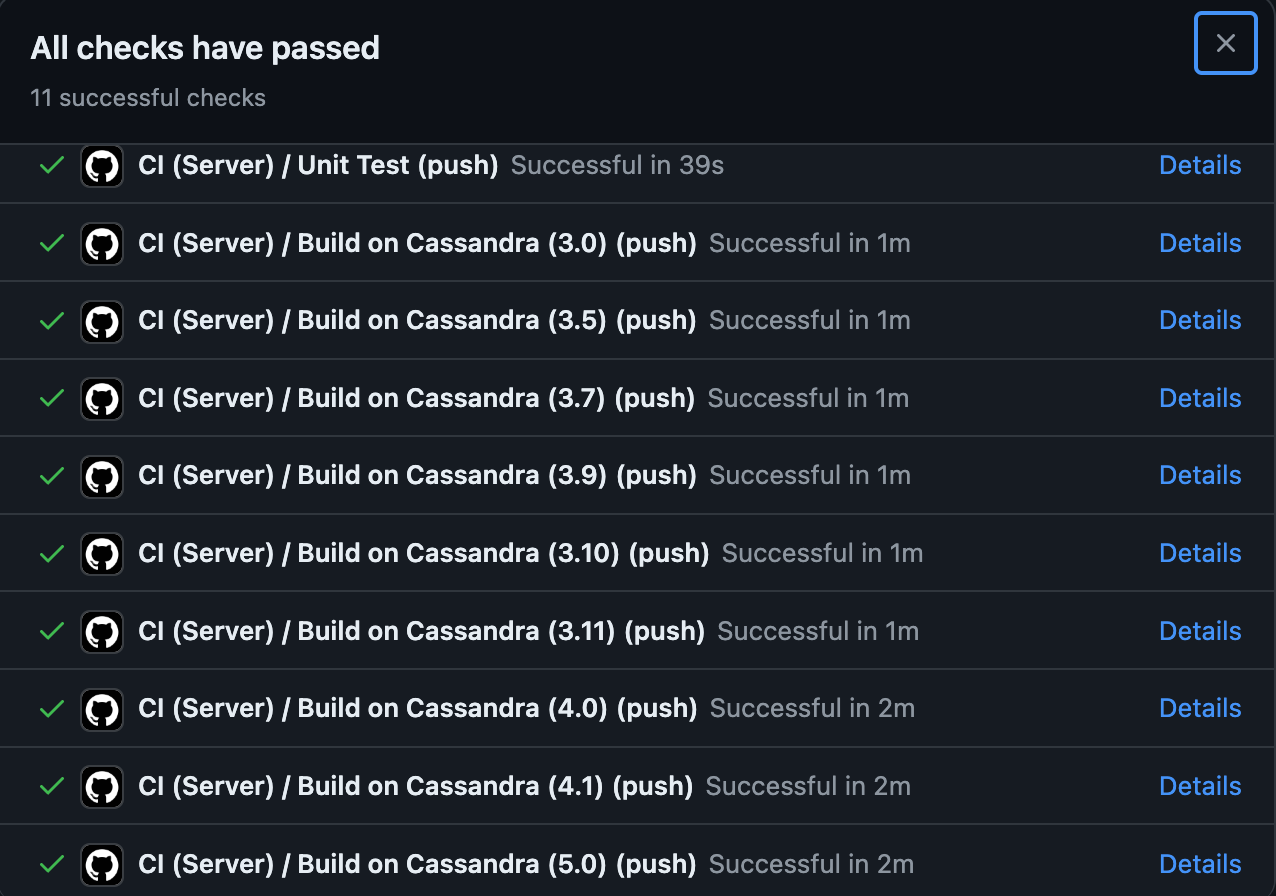 All checks have passed
11 successful checks
CI (Server) / Unit Test (push) Successful in 39s Details
CI (Server) / Build on Cassandra (3.0) (push) Successful in 1m Details
CI (Server) / Build on Cassandra (3.5) (push) Successful in 1m Details
CI (Server) / Build on Cassandra (3.7) (push) Successful in 1m Details
CI (Server) / Build on Cassandra (3.9) (push) Successful in 1m Details
CI (Server) / Build on Cassandra (3.10) (push) Successful in 1m Details
CI (Server) / Build on Cassandra (3.11) (push) Successful in 1m Details
CI (Server) / Build on Cassandra (4.0) (push) Successful in 2m Details
CI (Server) / Build on Cassandra (4.1) (push) Successful in 2m Details
CI (Server) / Build on Cassandra (5.0) (push) Successful in 2m Details